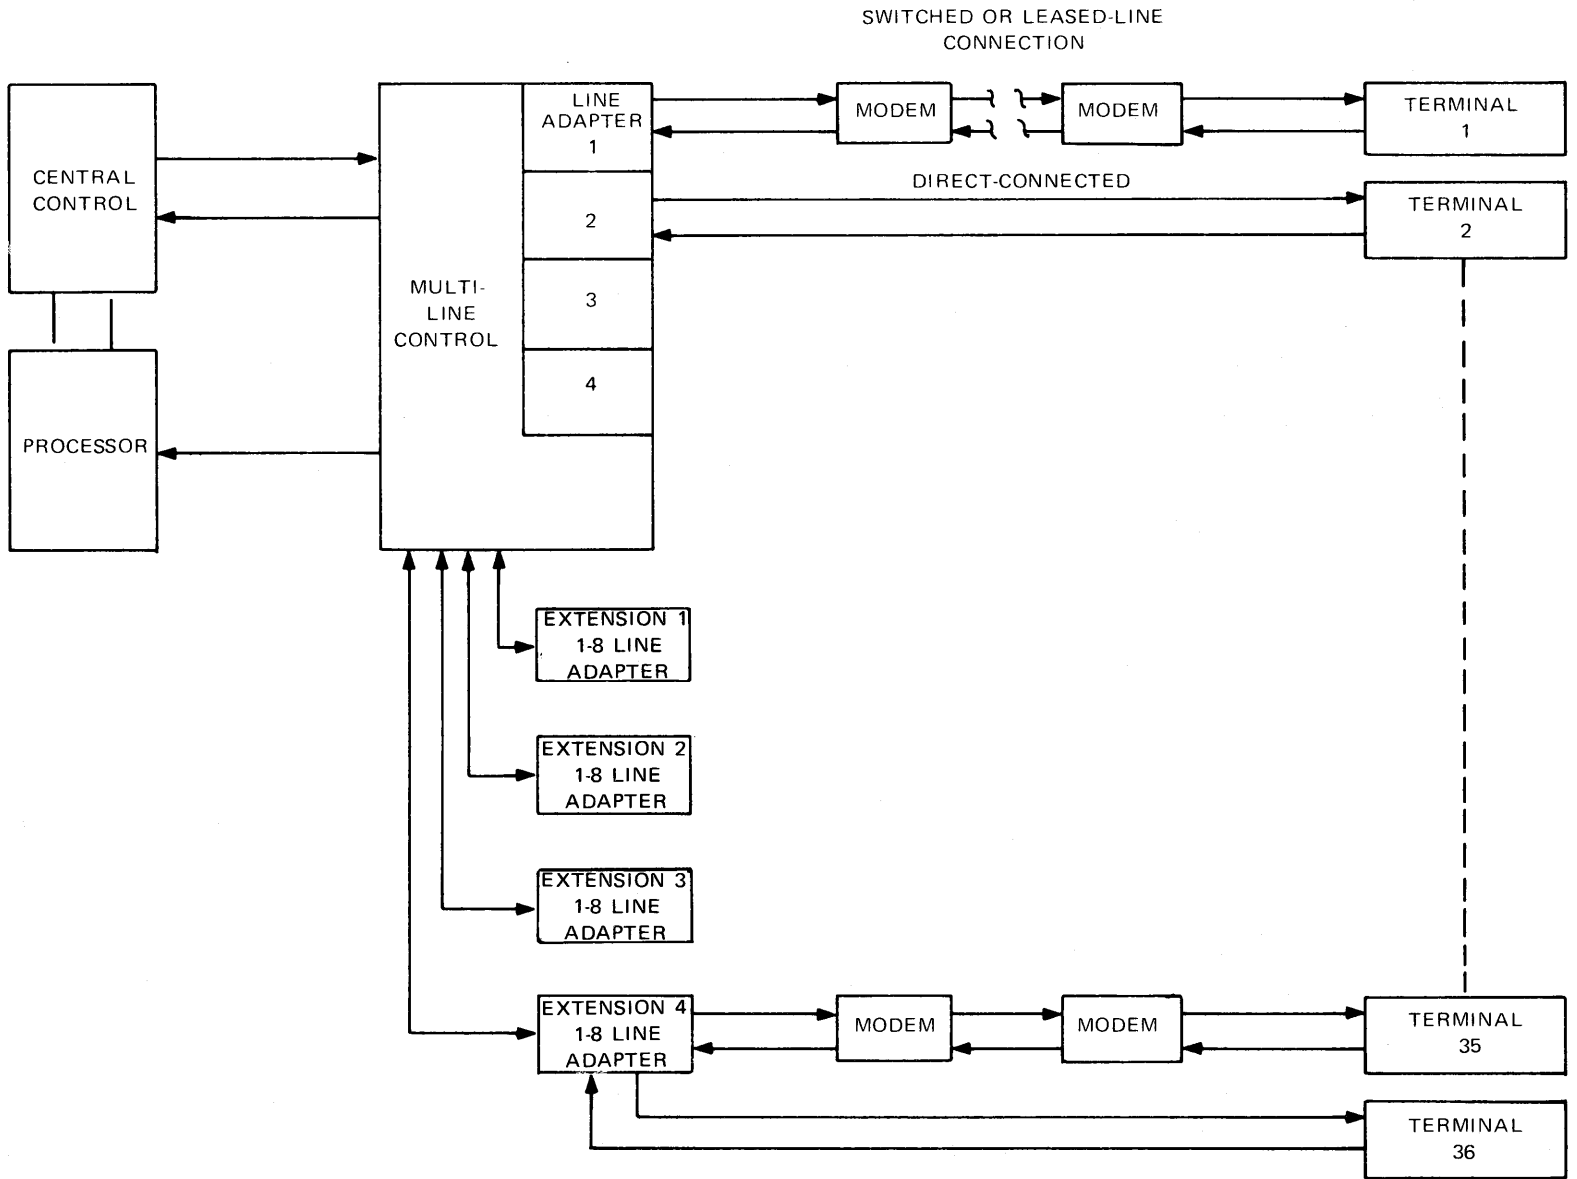 SWITCHED OR LEASED-LINE
CONNECTION
CENTRAL
CONTROL
PROCESSOR
MULTI-
LINE
CONTROL
LINE
ADAPTER
1
2
3
4
MODEM
MODEM
TERMINAL
1
DIRECT-CONNECTED
TERMINAL
2
EXTENSION 1
1-8 LINE
ADAPTER
EXTENSION 2
1-8 LINE
ADAPTER
EXTENSION 3
1-8 LINE
ADAPTER
EXTENSION 4
1-8 LINE
ADAPTER
MODEM
MODEM
TERMINAL
35
TERMINAL
36